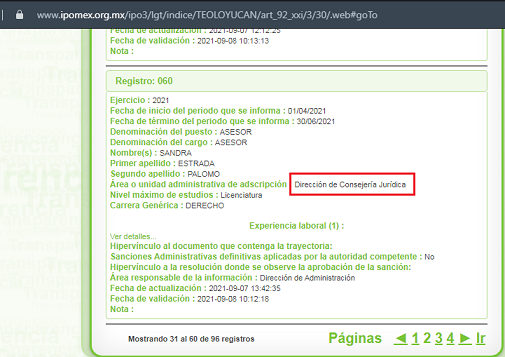 www.ipomex.org.mx/ipo3/lgt/indice/TEOLOYUCAN/art_92_xxi/3/30/.web#goTo
Fecha de actualización : 2021-09-07 12:12:25
Fecha de validación : 2021-09-08 10:13:13
Nota :
Registro: 060
Ejercicio : 2021
Fecha de inicio del periodo que se informa : 01/04/2021
Fecha de término del periodo que se informa : 30/06/2021
Denominación del puesto : ASESOR
Denominación del cargo : ASESOR
Nombre(s) : SANDRA
Primer apellido : ESTRADA
Segundo apellido : PALOMO
Área o unidad administrativa de adscripción : Dirección de Consejería Jurídica
Nivel máximo de estudios : Licenciatura
Carrera Genérica : DERECHO
Experiencia laboral (1) :
Ver detalles...
Hipervínculo al documento que contenga la trayectoria:
Sanciones Administrativas definitivas aplicadas por la autoridad competente : No
Hipervínculo a la resolución donde se observe la aprobación de la sanción:
Área responsable de la información : Dirección de Administración
Fecha de actualización : 2021-09-07 13:42:35
Fecha de validación : 2021-09-08 10:12:18
Nota :
Mostrando 31 al 60 de 96 registros
Páginas 1 2 3 4 Ir